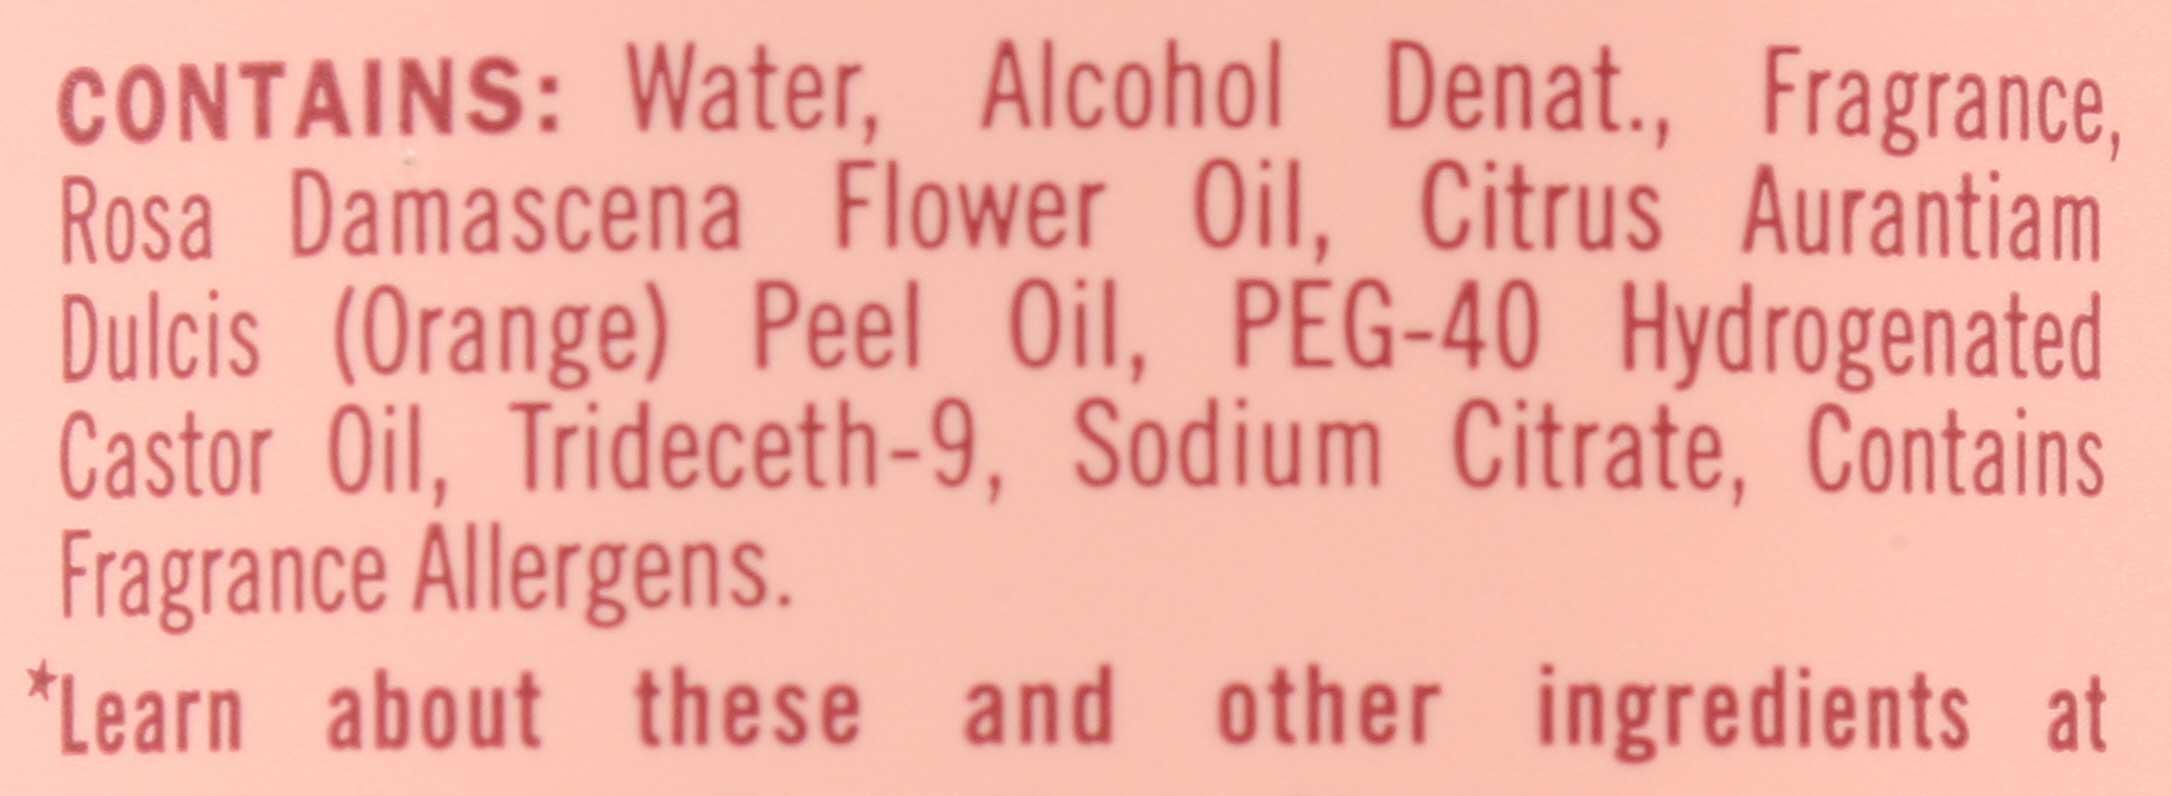 CONTAINS: Water, Alcohol Denat., Fragrance,
Rosa Damascena Flower Oil, Citrus Aurantiam
Dulcis (Orange) Peel Oil, PEG-40 Hydrogenated
Castor Oil, Trideceth-9, Sodium Citrate, Contains
Fragrance Allergens.
*Learn about these and other ingredients at